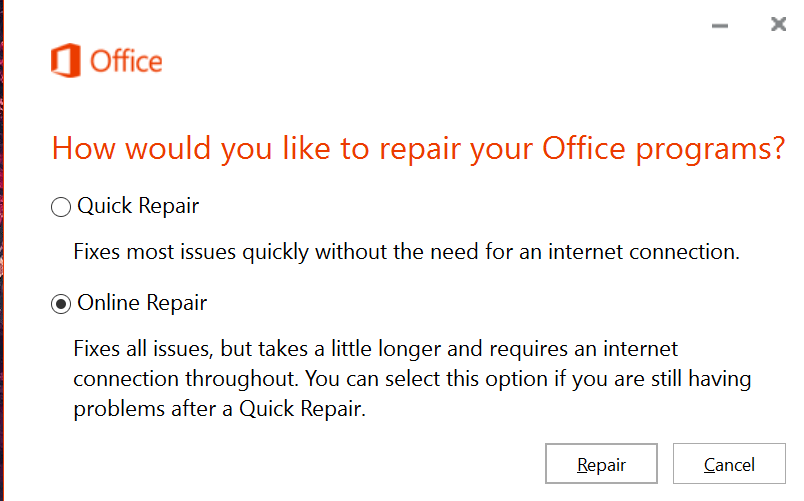 Office
How would you like to repair your Office programs?
Quick Repair
Fixes most issues quickly without the need for an internet connection.
Online Repair
Fixes all issues, but takes a little longer and requires an internet
connection throughout. You can select this option if you are still having
problems after a Quick Repair.
Repair Cancel